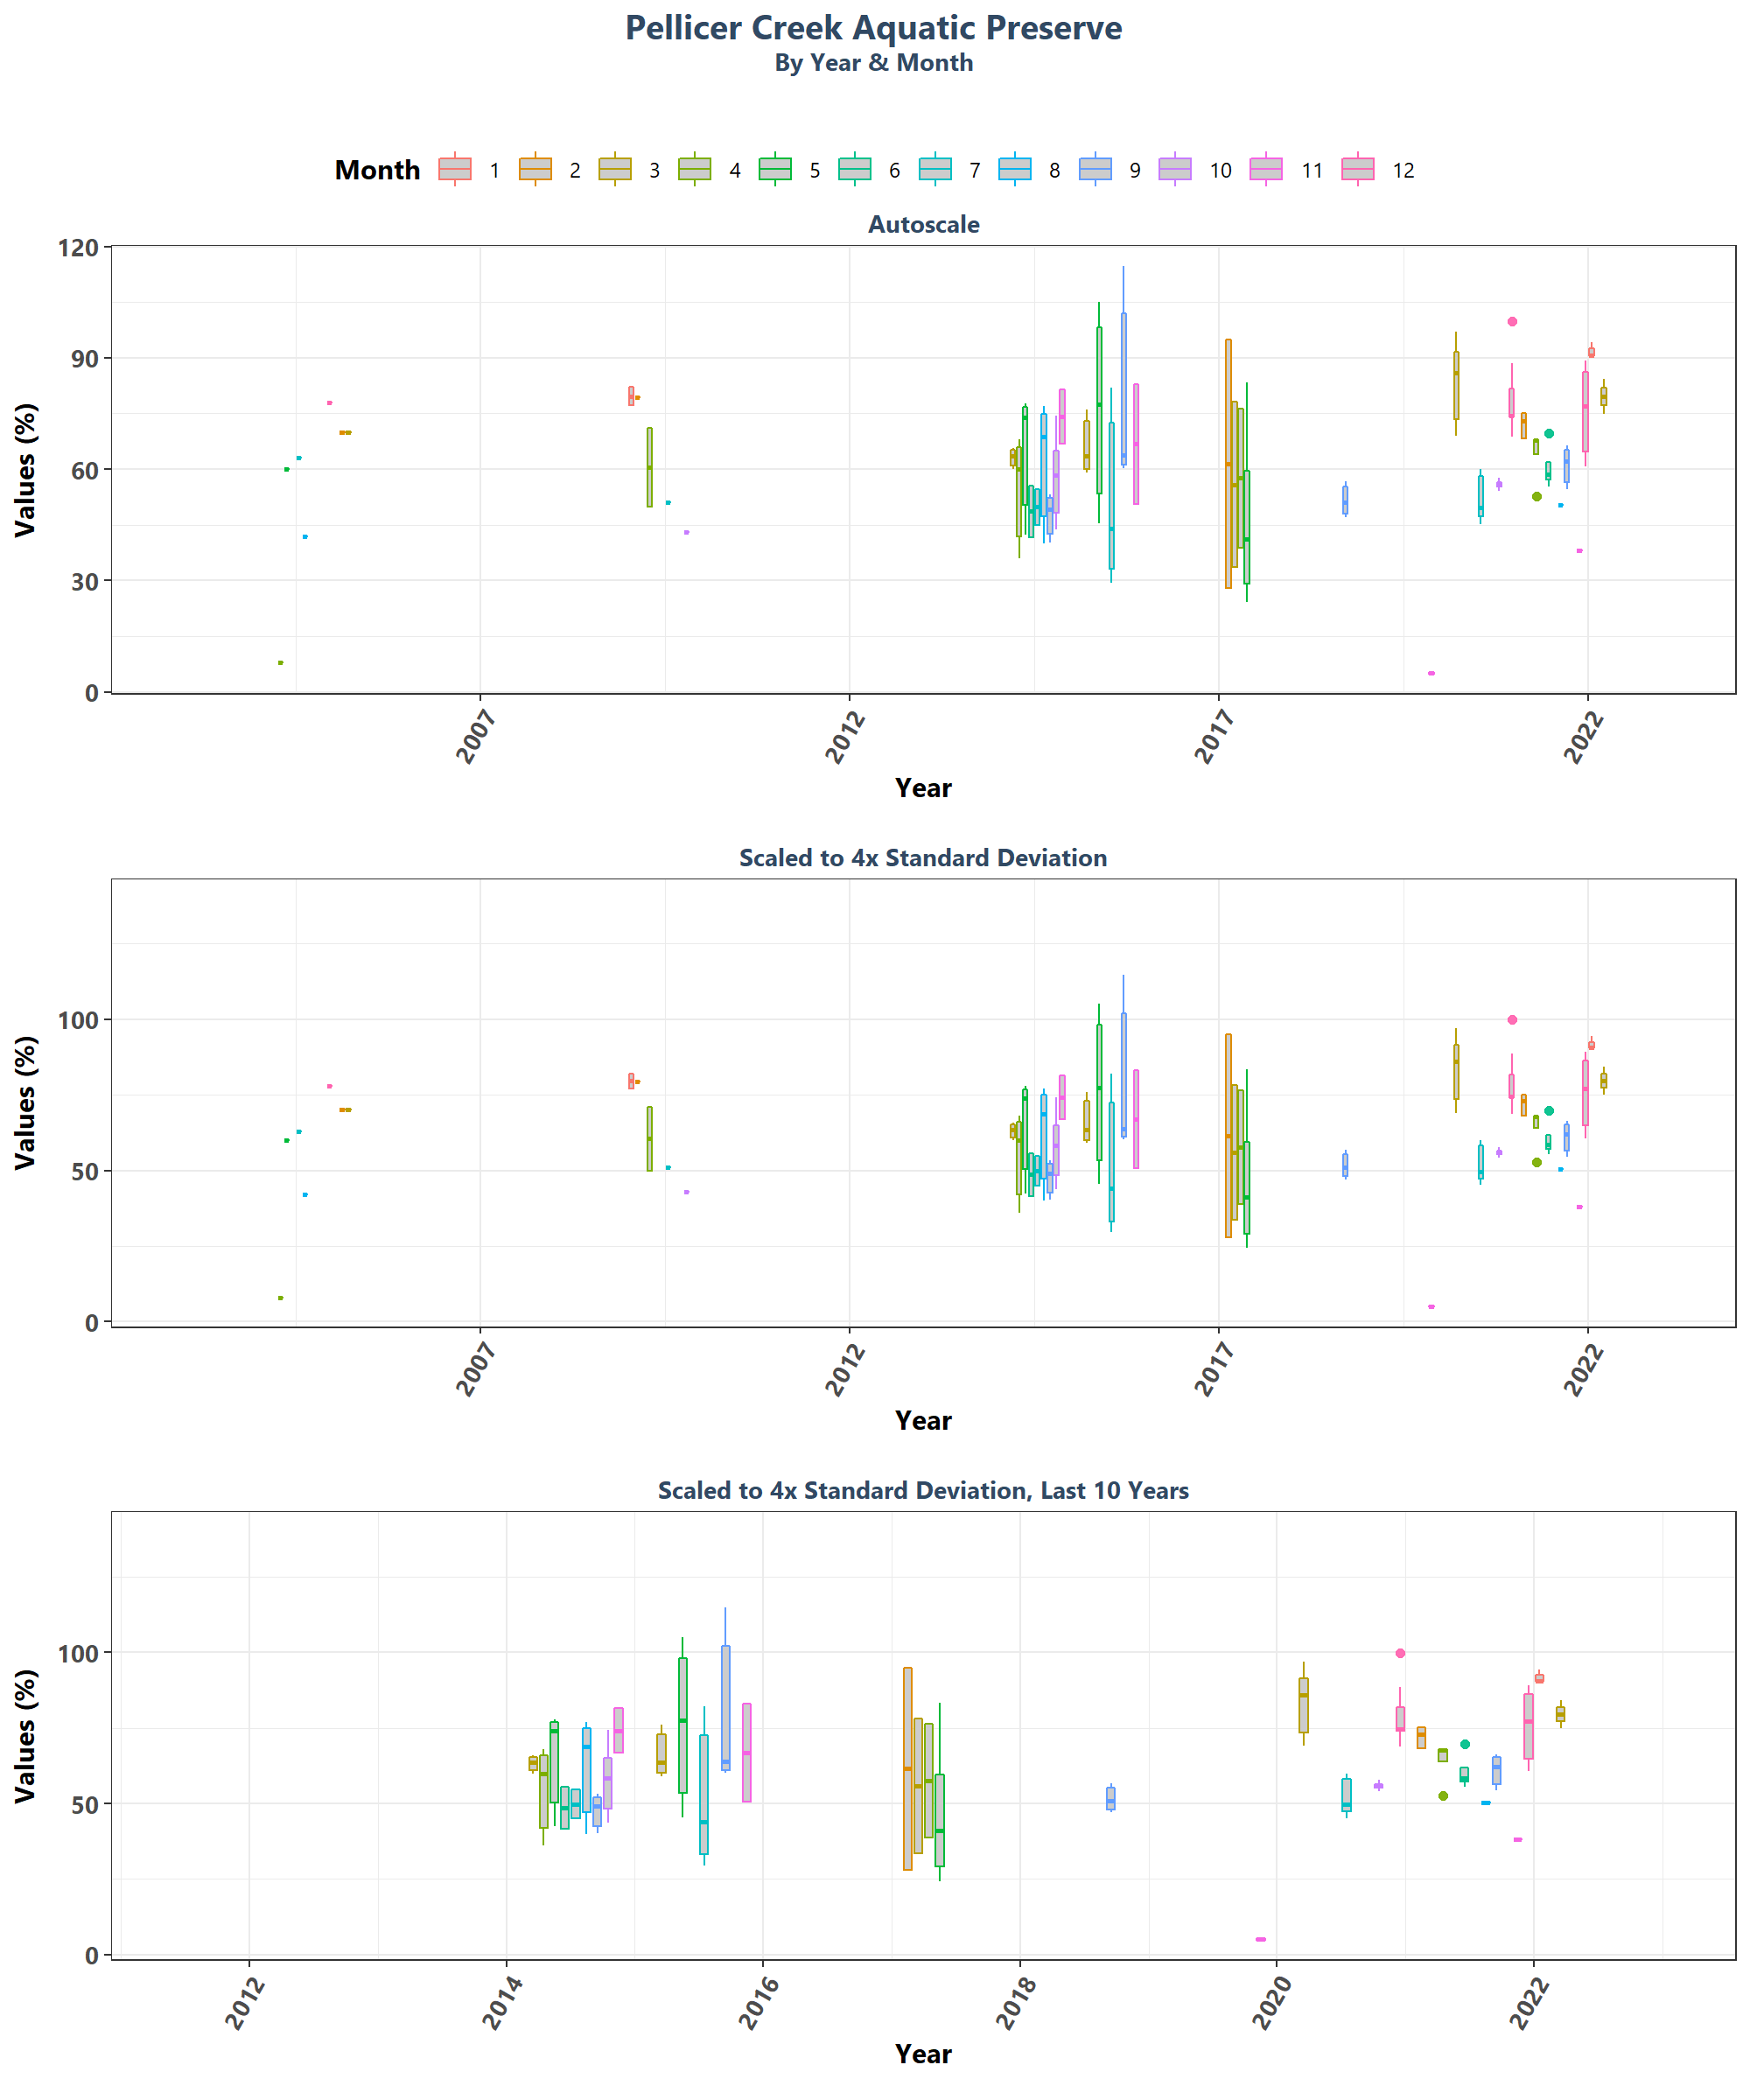 Pellicer Creek Aquatic Preserve
By Year & Month
Month 1 2 3 4 5 6 7 8 9 10 11 12
Autoscale
120
90
60
30
0
Values (%)
2007 2012 2017 2022
Year
Scaled to 4x Standard Deviation
100
50
0
Values (%)
2007 2012 2017 2022
Year
Scaled to 4x Standard Deviation, Last 10 Years
100
50
0
Values (%)
2012 2014 2016 2018 2020 2022
Year